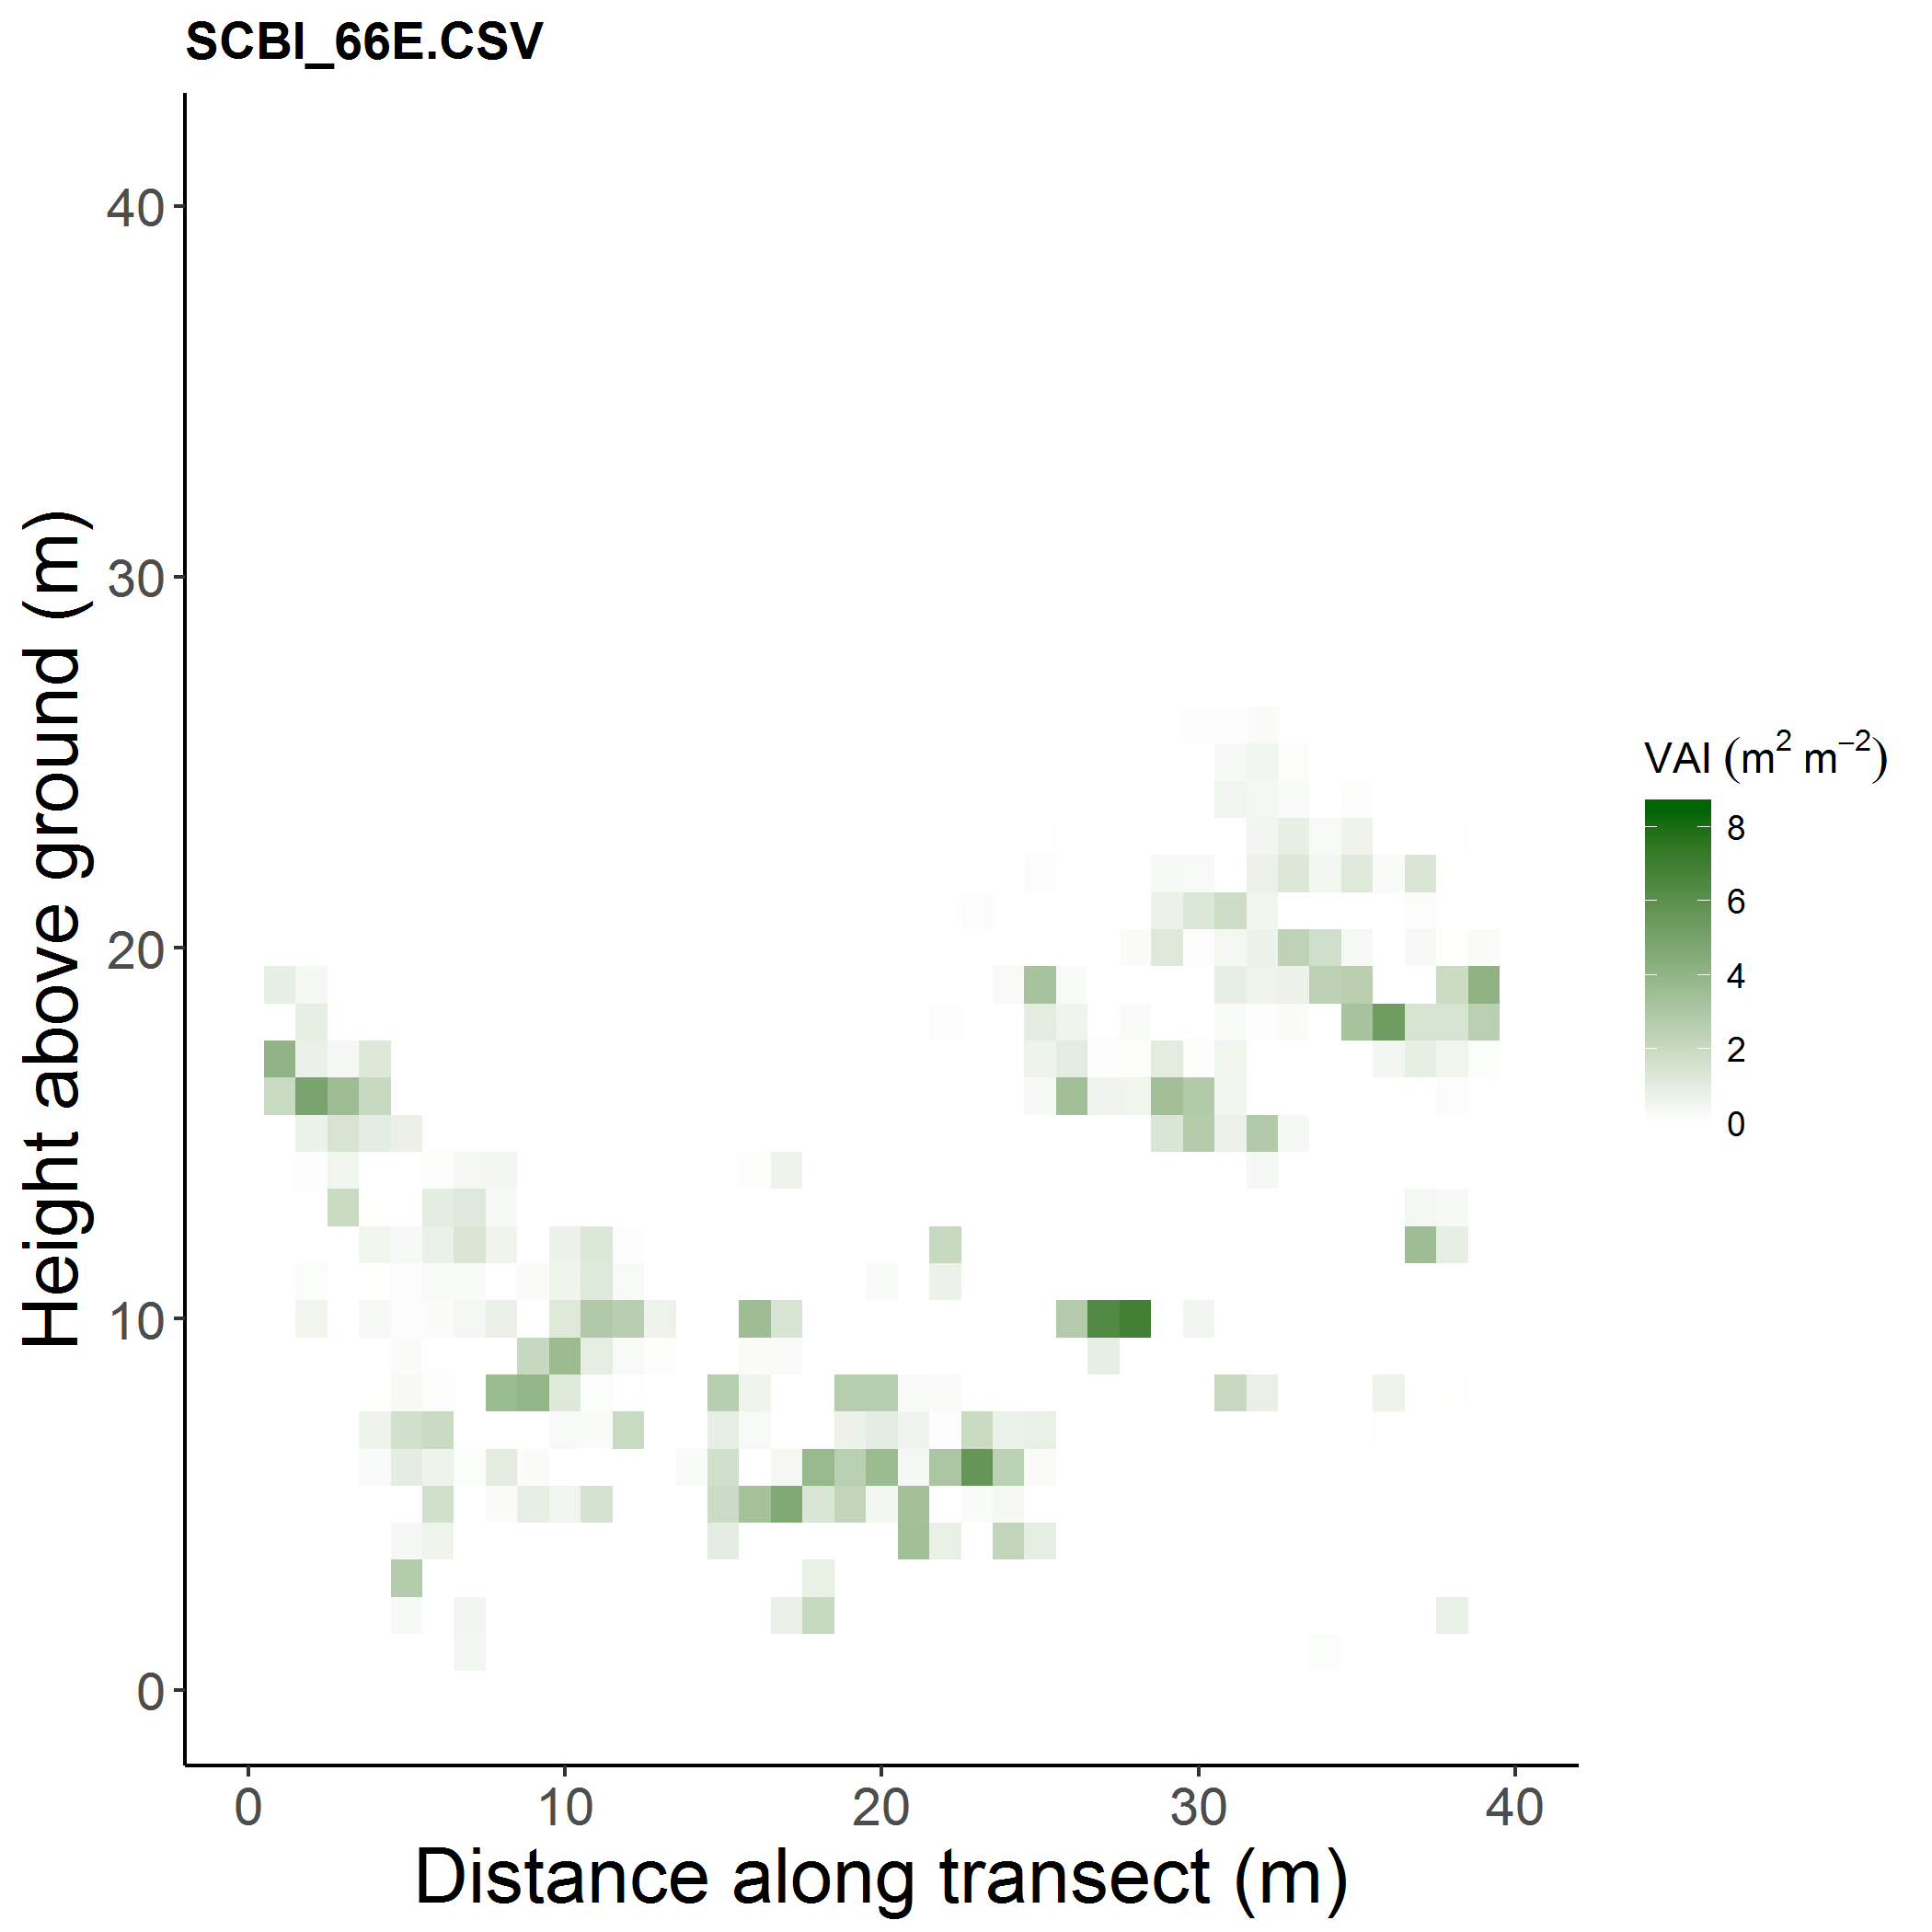 SCBI_66E.CSV
40
30
20
10
0
Height above ground (m)
0 10 20 30 40
Distance along transect (m)
VAI (m² m⁻²)
8
6
4
2
0